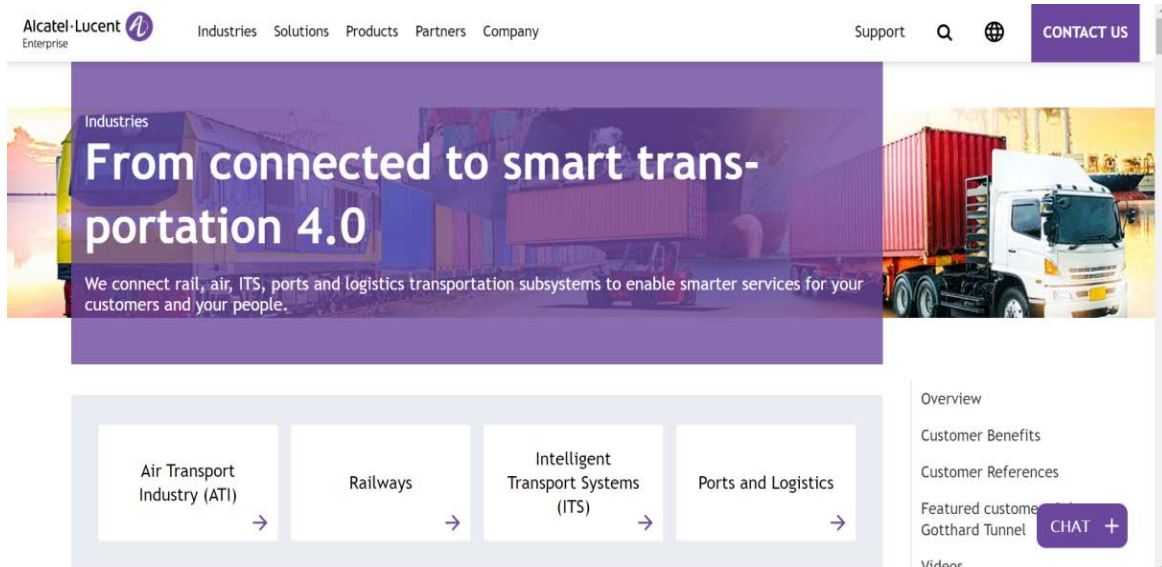 Alcatel·Lucent
Enterprise
Industries Solutions Products Partners Company
Support
CONTACT US
Industries
From connected to smart trans-
portation 4.0
We connect rail, air, ITS, ports and logistics transportation subsystems to enable smarter services for your
customers and your people.
Air Transport
Industry (ATI)
Railways
Intelligent
Transport Systems
(ITS)
Ports and Logistics
Overview
Customer Benefits
Customer References
Featured
Gotthard Tunnel
CHAT +
Videos